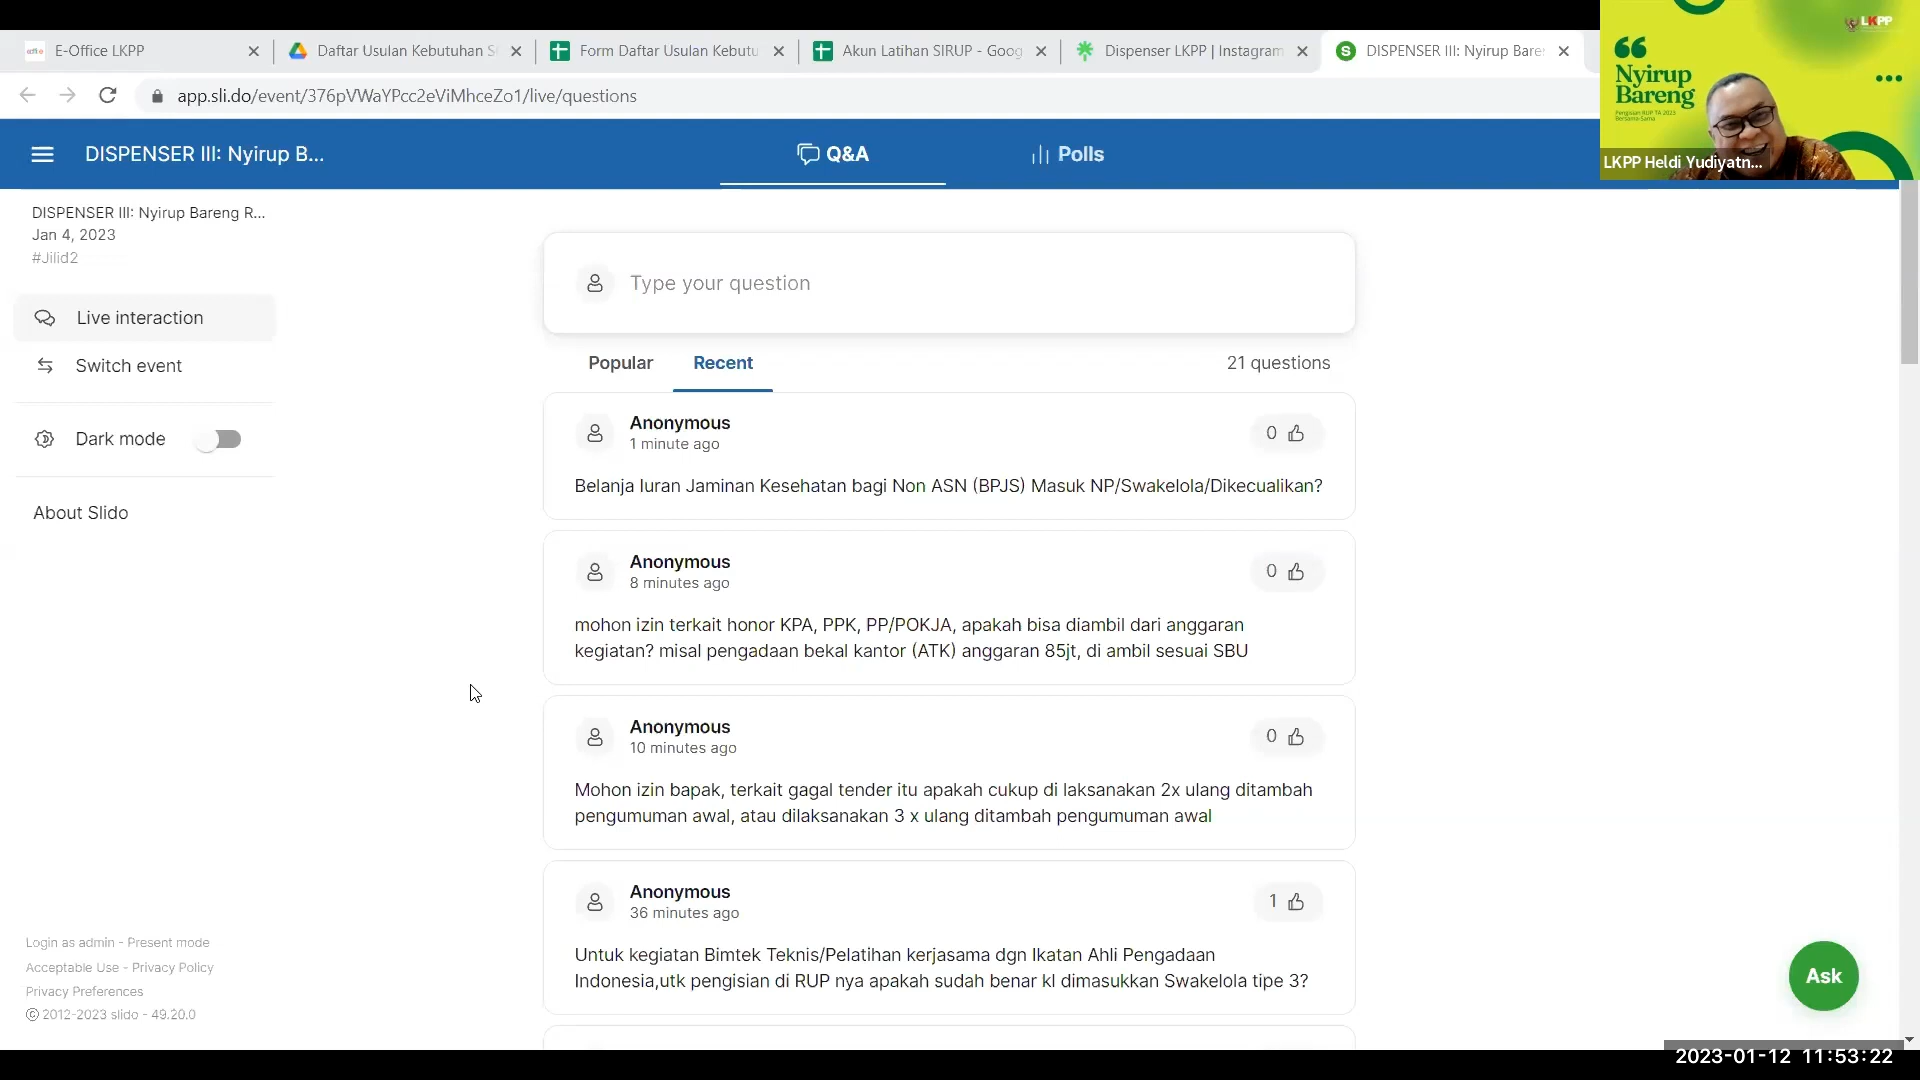 E-Office LKPP
Daftar Usulan Kebutuhan S
Form Daftar Usulan Kebutu
Akun Latihan SIRUP - Goog
Dispenser LKPP | Instagram
DISPENSER III: Nyirup Bare
app.sli.do/event/376pVWaYPcc2eViMhceZo1/live/questions
LKPP
Nyirup
Bareng
Pengisian RUP TA 2023
Bersama-Sama
LKPP Heldi Yudiyatn...
DISPENSER III: Nyirup B...
Q&A
Polls
DISPENSER III: Nyirup Bareng R...
Jan 4, 2023
#Jilid2
Live interaction
Switch event
Dark mode
About Slido
Type your question
Popular
Recent
21 questions
Anonymous
1 minute ago
0
Belanja Iuran Jaminan Kesehatan bagi Non ASN (BPJS) Masuk NP/Swakelola/Dikecualikan?
Anonymous
8 minutes ago
0
mohon izin terkait honor KPA, PPK, PP/POKJA, apakah bisa diambil dari anggaran
kegiatan? misal pengadaan bekal kantor (ATK) anggaran 85jt, di ambil sesuai SBU
Anonymous
10 minutes ago
0
Mohon izin bapak, terkait gagal tender itu apakah cukup di laksanakan 2x ulang ditambah
pengumuman awal, atau dilaksanakan 3 x ulang ditambah pengumuman awal
Anonymous
36 minutes ago
1
Untuk kegiatan Bimtek Teknis/Pelatihan kerjasama dgn Ikatan Ahli Pengadaan
Indonesia,utk pengisian di RUP nya apakah sudah benar kl dimasukkan Swakelola tipe 3?
Login as admin - Present mode
Acceptable Use - Privacy Policy
Privacy Preferences
© 2012-2023 slido - 49.20.0
Ask
2023-01-12 11:53:22